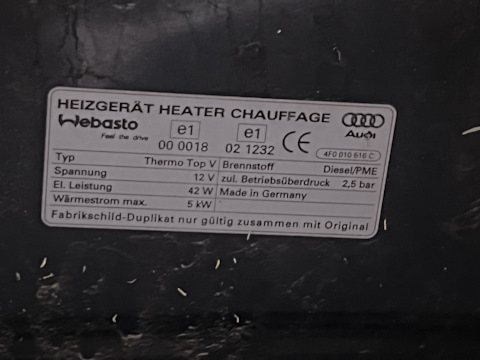 HEIZGERÄT HEATER CHAUFFAGE
Webasto
Feel the drive
e1 e1
00 0018 02 1232 CE
Audi
4F0 010 616 C
Typ Thermo Top V Brennstoff Diesel/PME
Spannung 12 V zul. Betriebsüberdruck 2,5 bar
El. Leistung 42 W Made in Germany
Wärmestrom max. 5 kW
Fabrikschild-Duplikat nur gültig zusammen mit Original